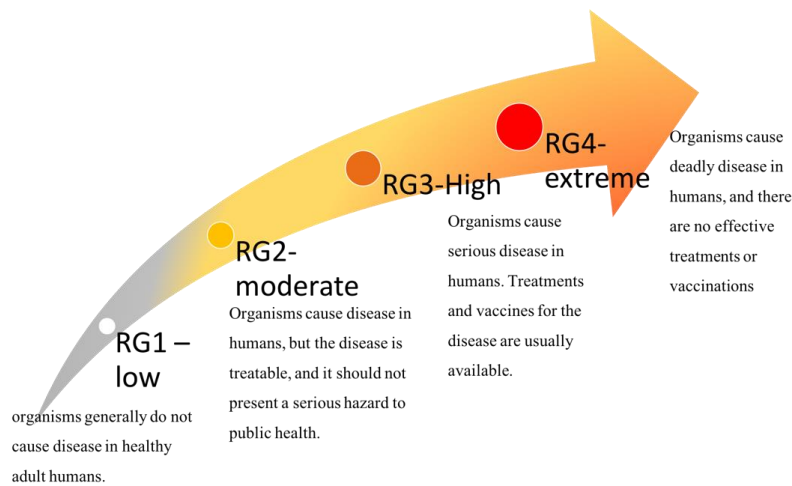 RG1 –
low
organisms generally do not
cause disease in healthy
adult humans.
RG2-
moderate
Organisms cause disease in
humans, but the disease is
treatable, and it should not
present a serious hazard to
public health.
RG3-High
Organisms cause
serious disease in
humans. Treatments
and vaccines for the
disease are usually
available.
RG4-
extreme
Organisms cause
deadly disease in
humans, and there
are no effective
treatments or
vaccinations